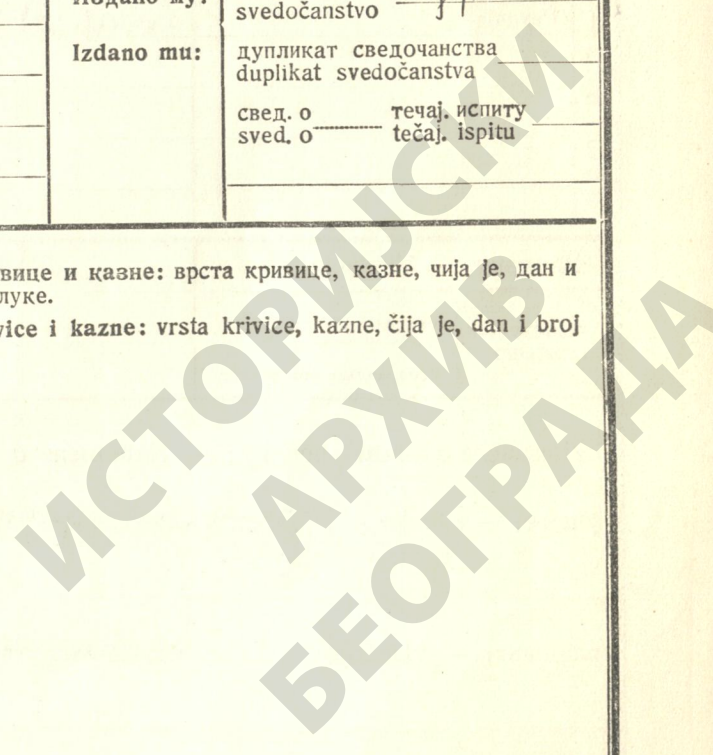 Издано му:
svedočanstvo
Izdano mu:
дупликат сведочанства
duplikat svedočanstva
свед. о течај. испиту
sved. o tečaj. ispitu
вице и казне: врста кривице, казне, чија је, дан и
луке.
vice i kazne: vrsta krivice, kazne, čija je, dan i broj
ИСТОРИЈСКИ
АРХИВ
БЕОГРАДА